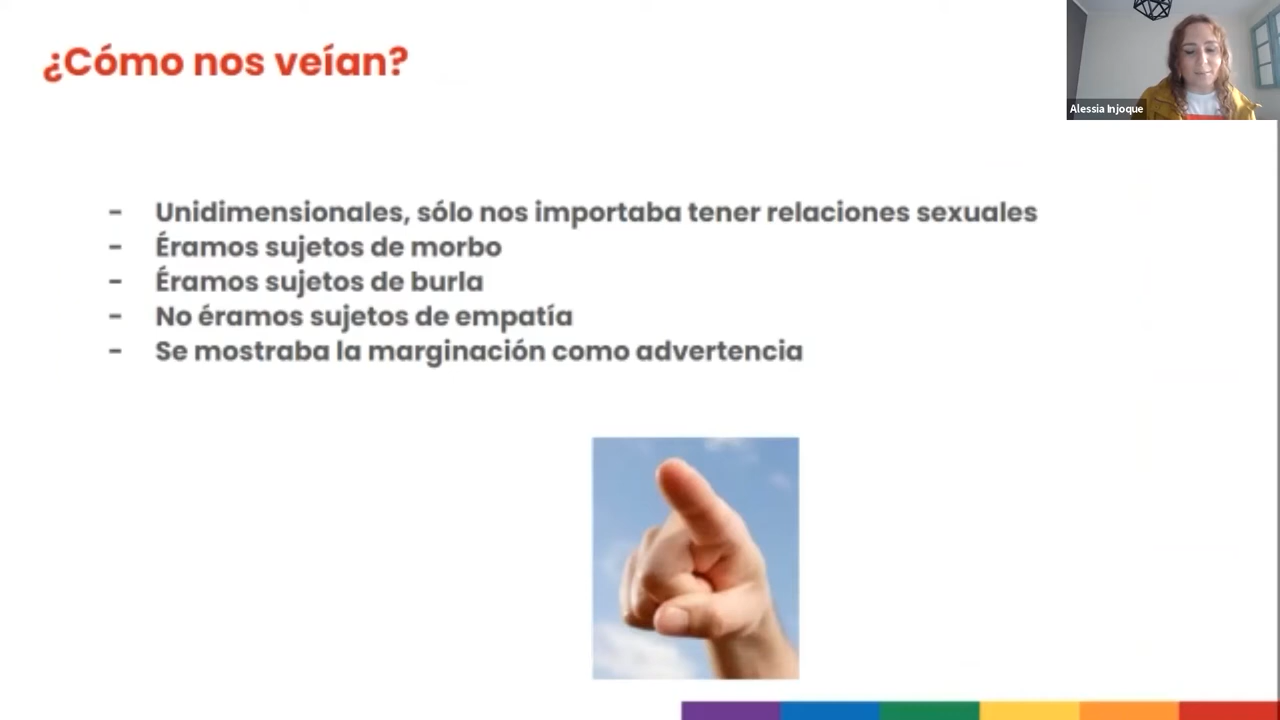 ¿Cómo nos veían?
Alessia Injoque
- Unidimensionales, sólo nos importaba tener relaciones sexuales
- Éramos sujetos de morbo
- Éramos sujetos de burla
- No éramos sujetos de empatía
- Se mostraba la marginación como advertencia